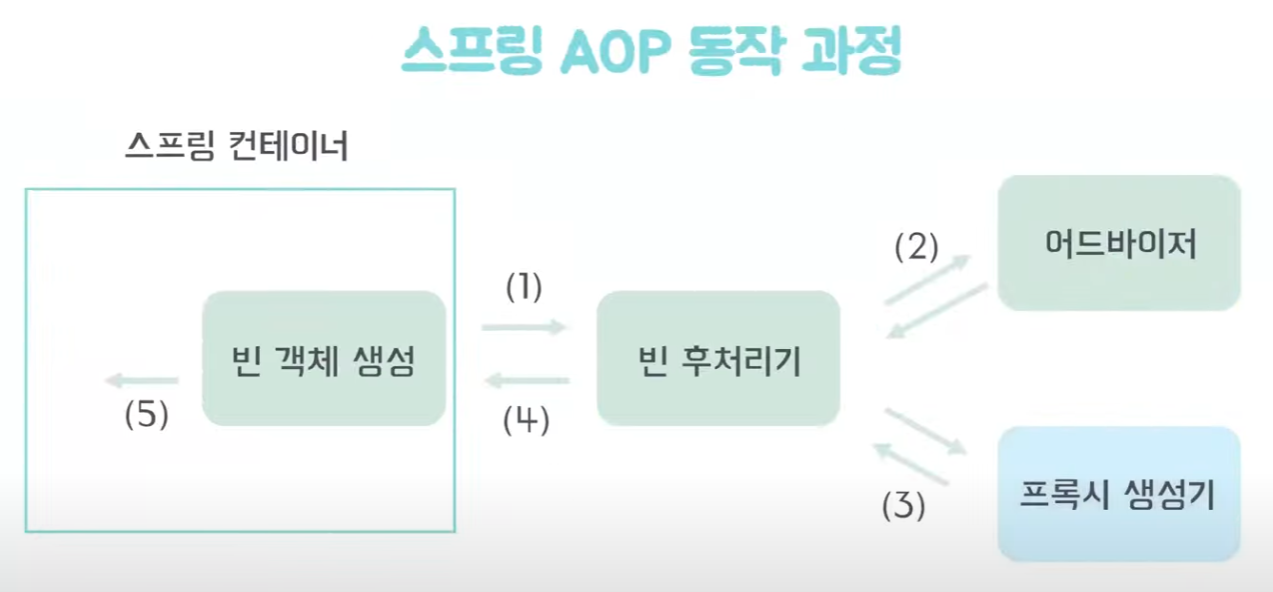 스프링 AOP 동작 과정
스프링 컨테이너
빈 객체 생성
(1)
(4)
(5)
빈 후처리기
(2)
어드바이저
(3)
프록시 생성기